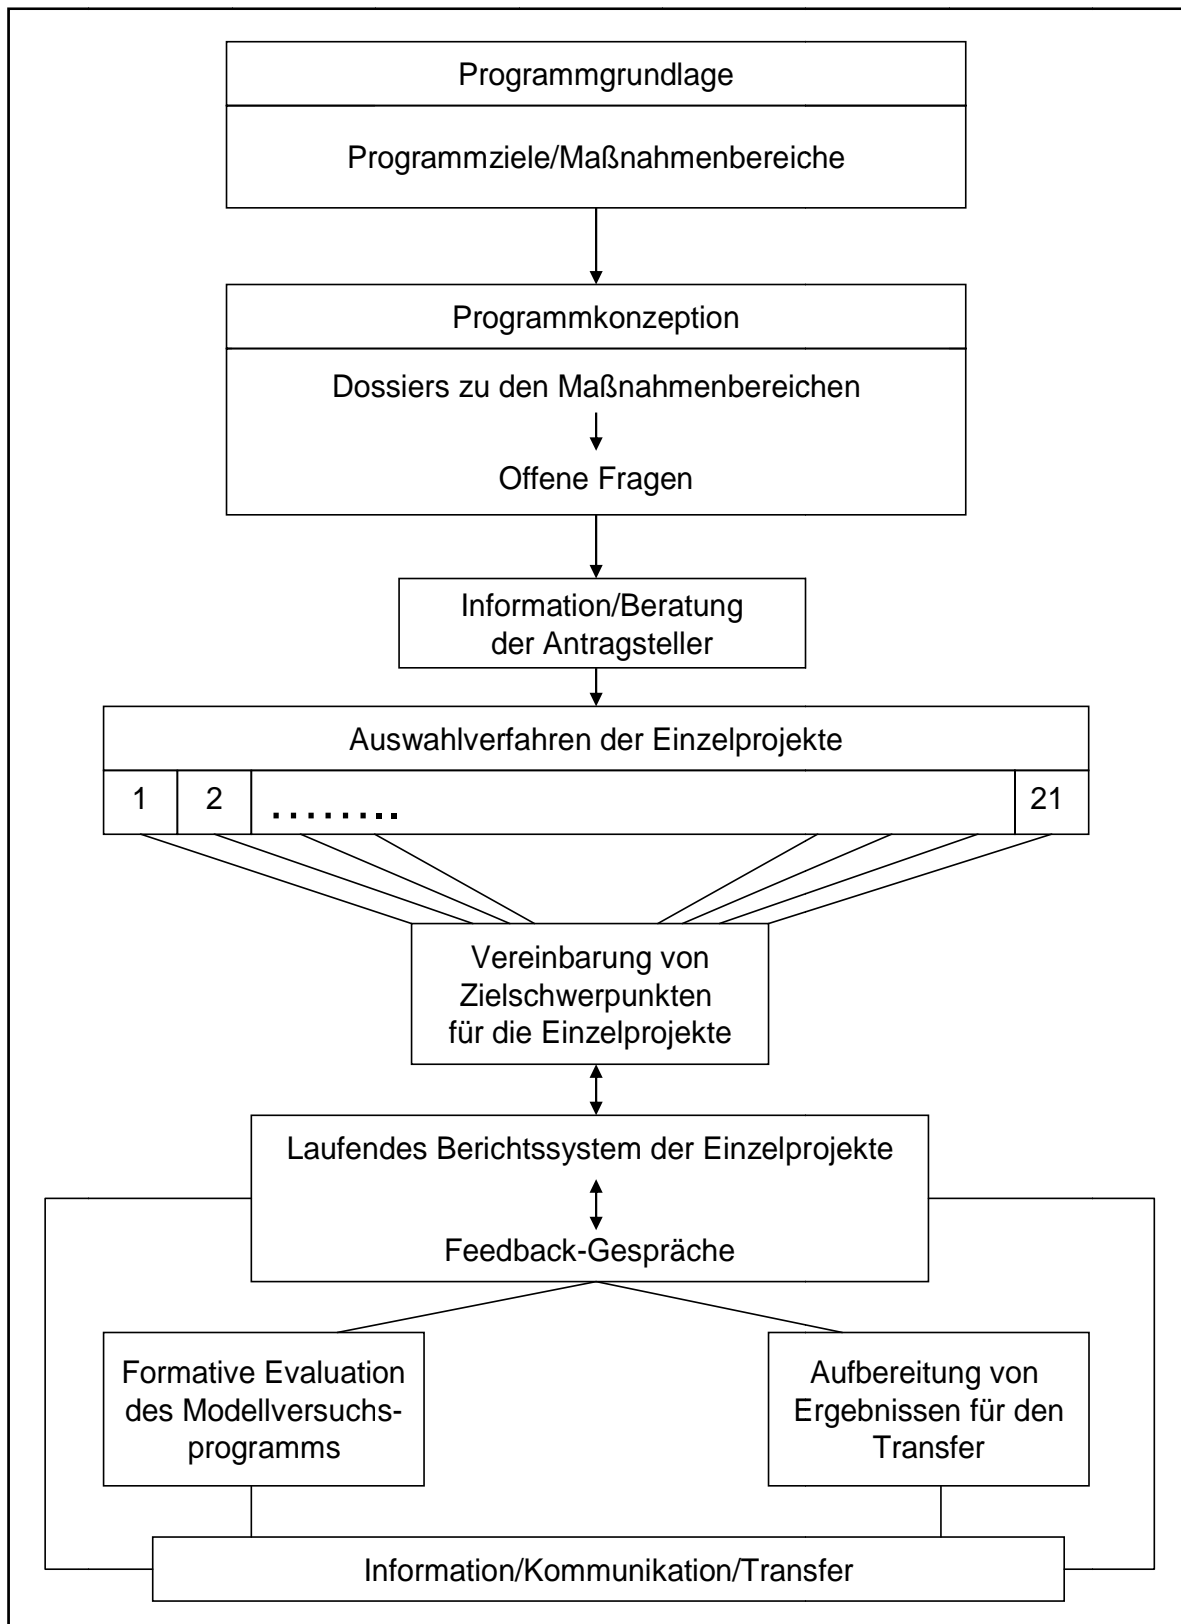 Programmgrundlage
Programmziele/Maßnahmenbereiche
Programmkonzeption
Dossiers zu den Maßnahmenbereichen
Offene Fragen
Information/Beratung
der Antragsteller
Auswahlverfahren der Einzelprojekte
1 2 ........ 21
Vereinbarung von
Zielschwerpunkten
für die Einzelprojekte
Laufendes Berichtssystem der Einzelprojekte
Feedback-Gespräche
Formative Evaluation
des Modellversuchs-
programms
Aufbereitung von
Ergebnissen für den
Transfer
Information/Kommunikation/Transfer